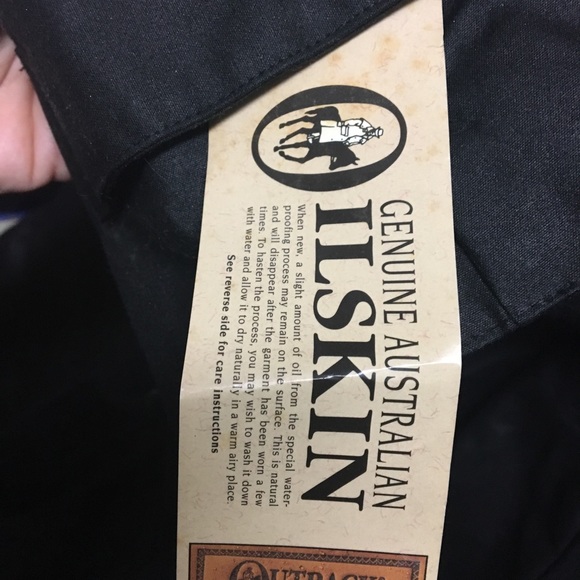 GENUINE AUSTRALIAN
OILSKIN
When new, a slight amount of oil from the special water-
proofing process may remain on the surface. This is natural
and will disappear after the garment has been worn a few
times. To hasten the process, you may wish to wash it down
with water and allow it to dry naturally in a warm airy place.
See reverse side for care instructions